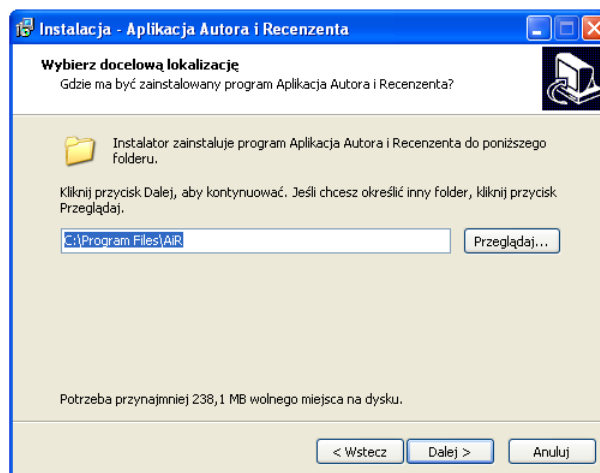 Instalacja - Aplikacja Autora i Recenzenta
Wybierz docelową lokalizację
Gdzie ma być zainstalowany program Aplikacja Autora i Recenzenta?
Instalator zainstaluje program Aplikacja Autora i Recenzenta do poniższego
folderu.
Kliknij przycisk Dalej, aby kontynuować. Jeśli chcesz określić inny folder, kliknij przycisk
Przeglądaj.
C:\Program Files\AiR
Przeglądaj...
Potrzeba przynajmniej 238,1 MB wolnego miejsca na dysku.
< Wstecz
Dalej >
Anuluj